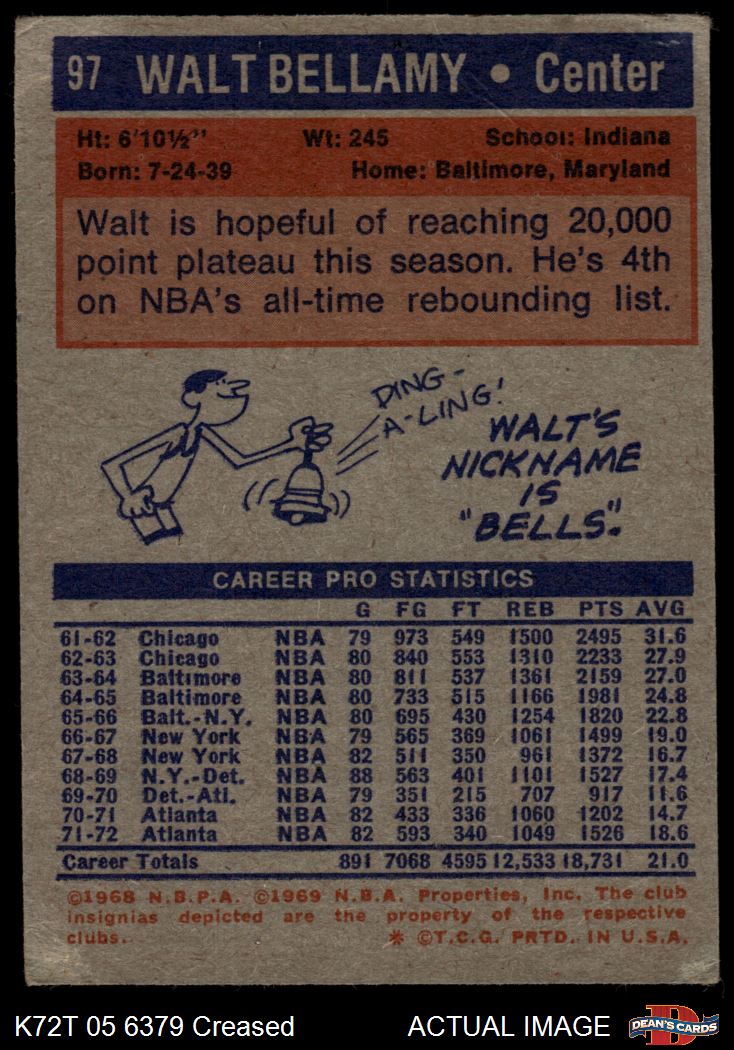 97 WALT BELLAMY • Center
Ht: 6'10½" Wt: 245 School: Indiana
Born: 7-24-39 Home: Baltimore, Maryland
Walt is hopeful of reaching 20,000
point plateau this season. He's 4th
on NBA's all-time rebounding list.
DING-
A-LING!
WALT'S
NICKNAME
IS
"BELLS".
CAREER PRO STATISTICS
G FG FT REB PTS AVG
61-62 Chicago NBA 79 973 549 1500 2495 31.6
62-63 Chicago NBA 80 840 553 1310 2233 27.9
63-64 Baltimore NBA 80 811 537 1361 2159 27.0
64-65 Baltimore NBA 80 733 515 1166 1981 24.8
65-66 Balt.-N.Y. NBA 80 695 430 1254 1820 22.8
66-67 New York NBA 79 565 369 1061 1499 19.0
67-68 New York NBA 82 511 350 961 1372 16.7
68-69 N.Y.-Det. NBA 88 563 401 1101 1527 17.4
69-70 Det.-Atl. NBA 79 351 215 707 917 11.6
70-71 Atlanta NBA 82 433 336 1060 1202 14.7
71-72 Atlanta NBA 82 593 340 1049 1526 18.6
Career Totals 891 7068 4595 12,533 18,731 21.0
©1968 N.B.P.A. ©1969 N.B.A. Properties, Inc. The club
insignias depicted are the property of the respective
clubs. * ©T.C.G. PRTD. IN U.S.A.
K72T 05 6379 Creased ACTUAL IMAGE DEAN'S CARDS